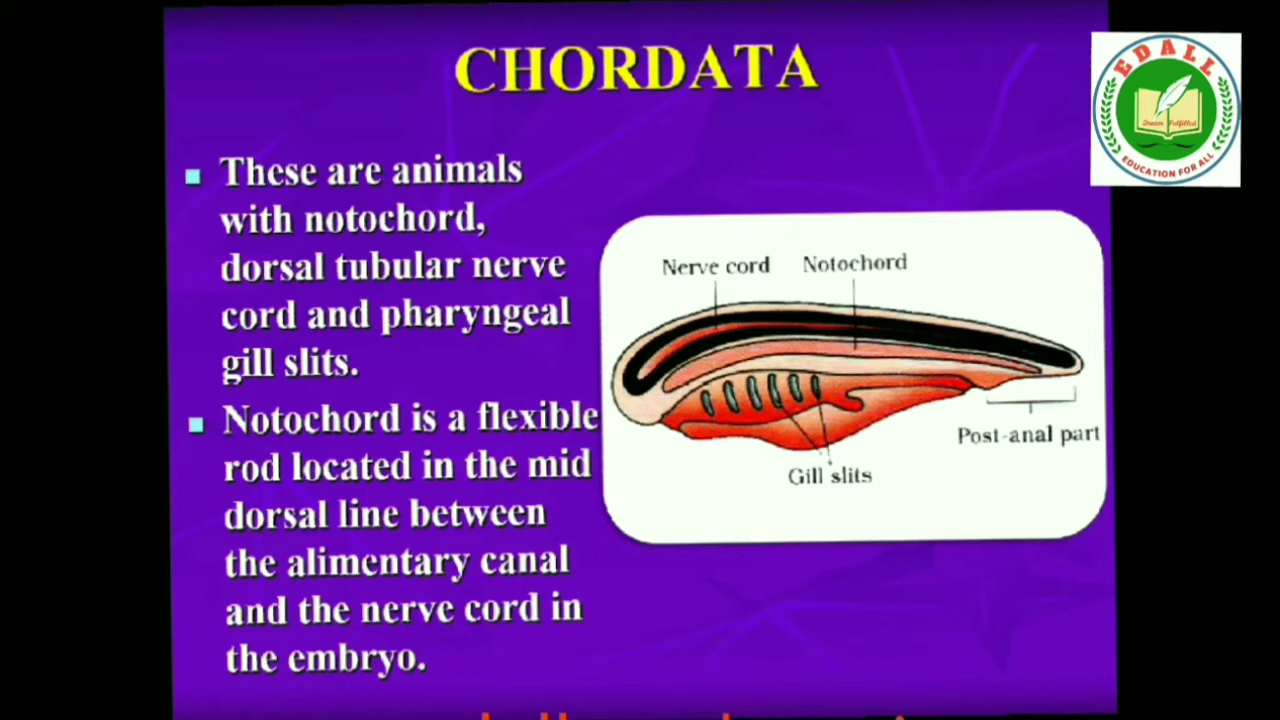 CHORDATA
EDALL
Dream Fulfilled
EDUCATION FOR ALL
These are animals
with notochord,
dorsal tubular nerve
cord and pharyngeal
gill slits.
Notochord is a flexible
rod located in the mid
dorsal line between
the alimentary canal
and the nerve cord in
the embryo.
Nerve cord
Notochord
Post-anal part
Gill slits